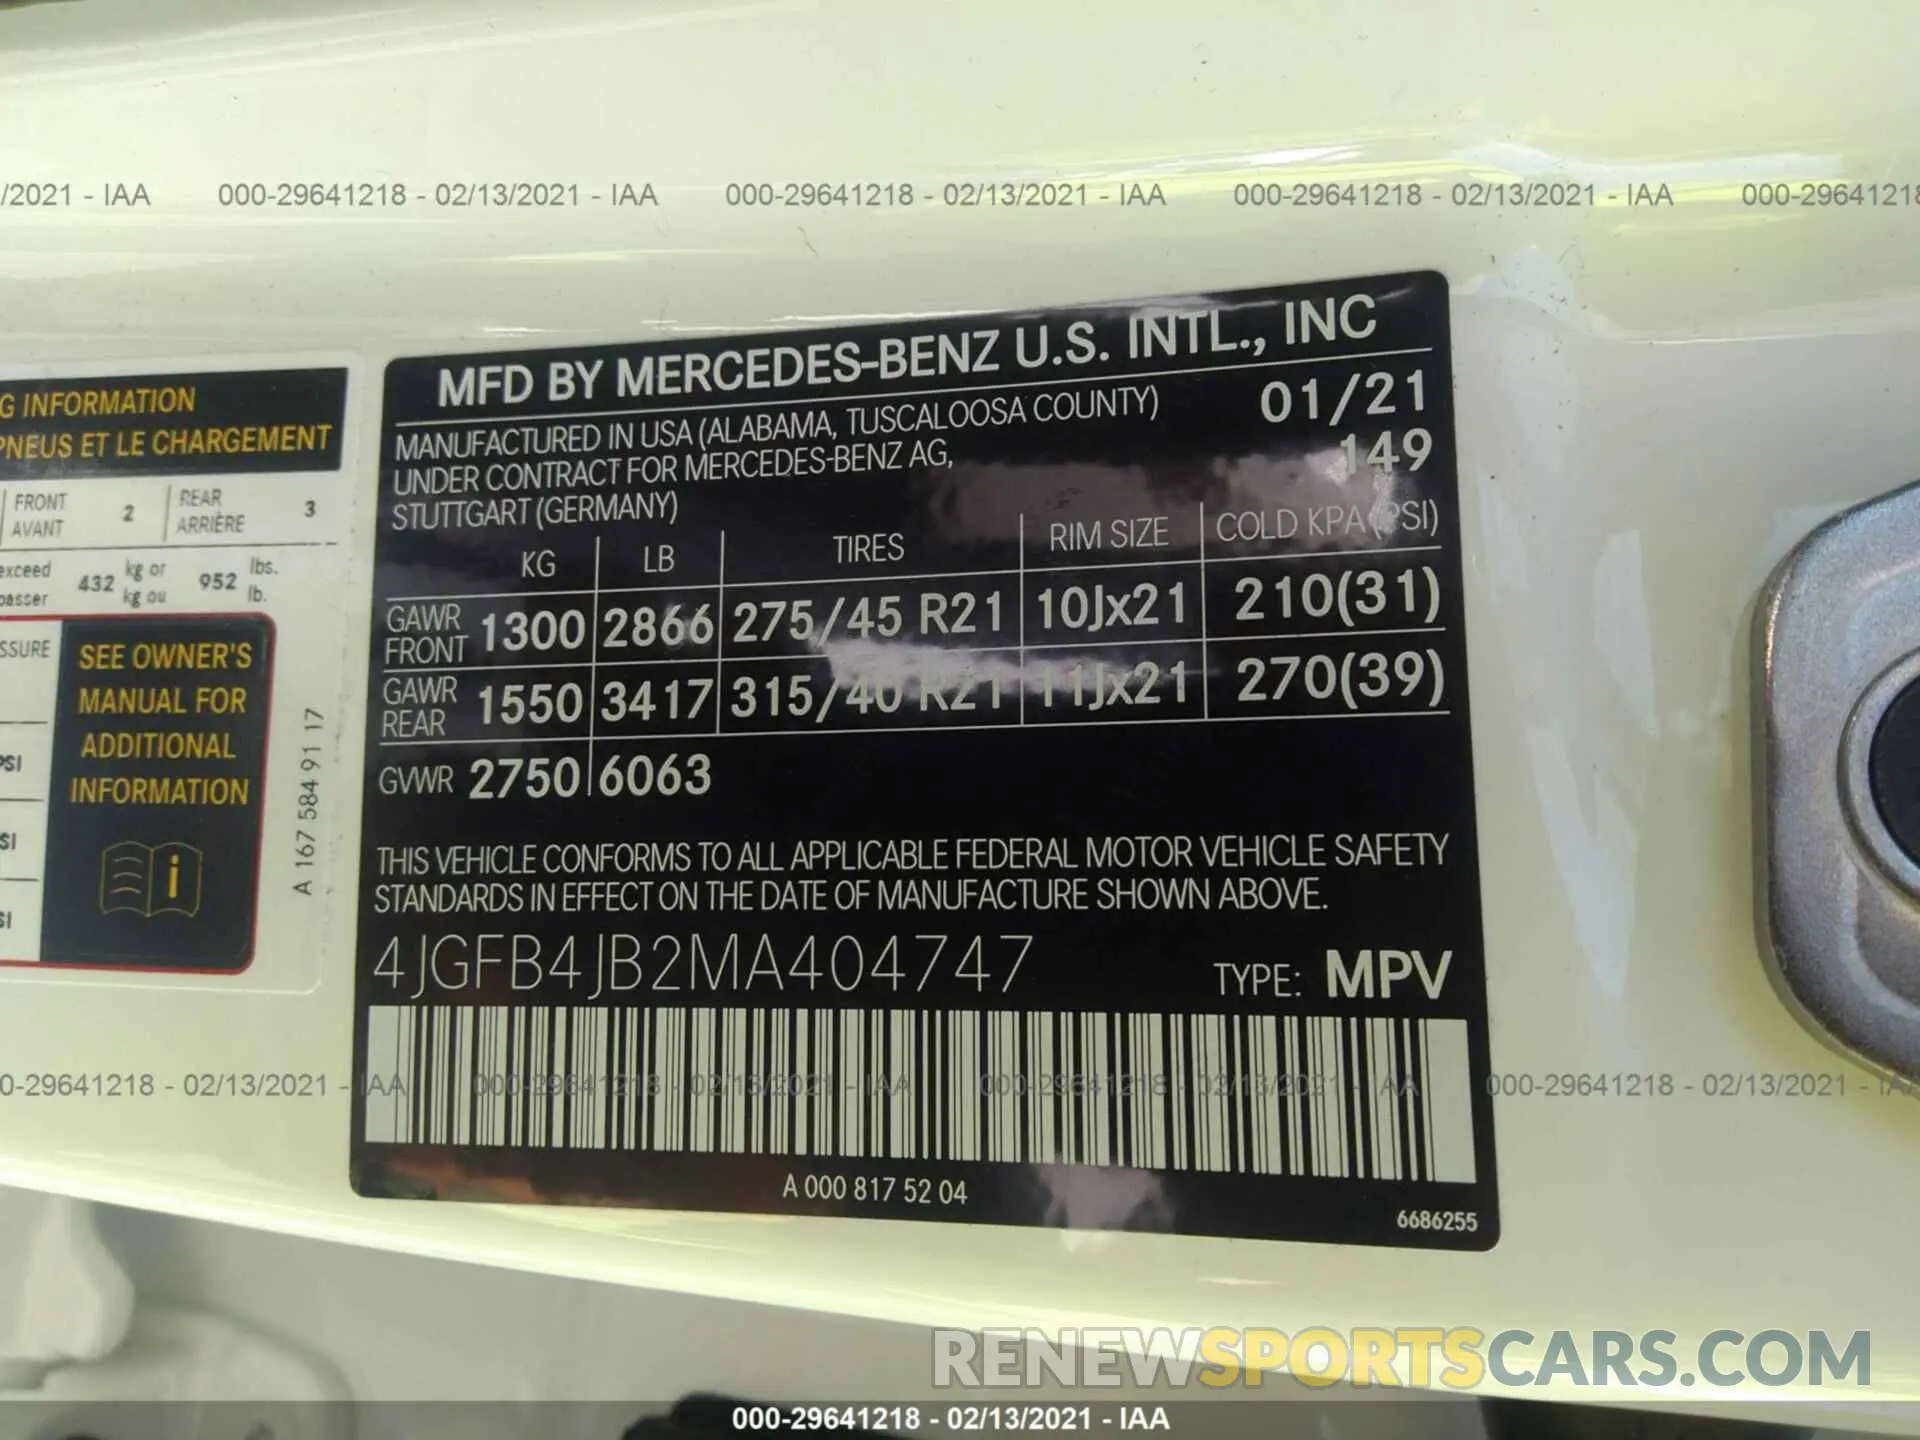 /2021 - IAA 000-29641218 - 02/13/2021 - IAA 000-29641218 - 02/13/2021 - IAA 000-29641218 - 02/13/2021 - IAA 000-29641218
G INFORMATION
PNEUS ET LE CHARGEMENT
FRONT AVANT 2 REAR ARRIÈRE 3
exceed passer 432 kg or kg ou 952 lbs. lb.
SSURE
PSI
SI
SI
SEE OWNER'S
MANUAL FOR
ADDITIONAL
INFORMATION
i
A 167 584 91 17
MFD BY MERCEDES-BENZ U.S. INTL., INC
MANUFACTURED IN USA (ALABAMA, TUSCALOOSA COUNTY) 01/21
UNDER CONTRACT FOR MERCEDES-BENZ AG, 149
STUTTGART (GERMANY)
KG LB TIRES RIM SIZE COLD KPA (PSI)
GAWR FRONT 1300 2866 275/45 R21 10Jx21 210(31)
GAWR REAR 1550 3417 315/40 R21 11Jx21 270(39)
GVWR 2750 6063
THIS VEHICLE CONFORMS TO ALL APPLICABLE FEDERAL MOTOR VEHICLE SAFETY
STANDARDS IN EFFECT ON THE DATE OF MANUFACTURE SHOWN ABOVE.
4JGFB4JB2MA404747 TYPE: MPV
0-29641218 - 02/13/2021 - IAA 000-29641218 - 02/13/2021 - IAA 000-29641218 - 02/13/2021 - IAA 000-29641218 - 02/13/2021 - IA
A 000 817 52 04
6686255
RENEWSPORTSCARS.COM
000-29641218 - 02/13/2021 - IAA